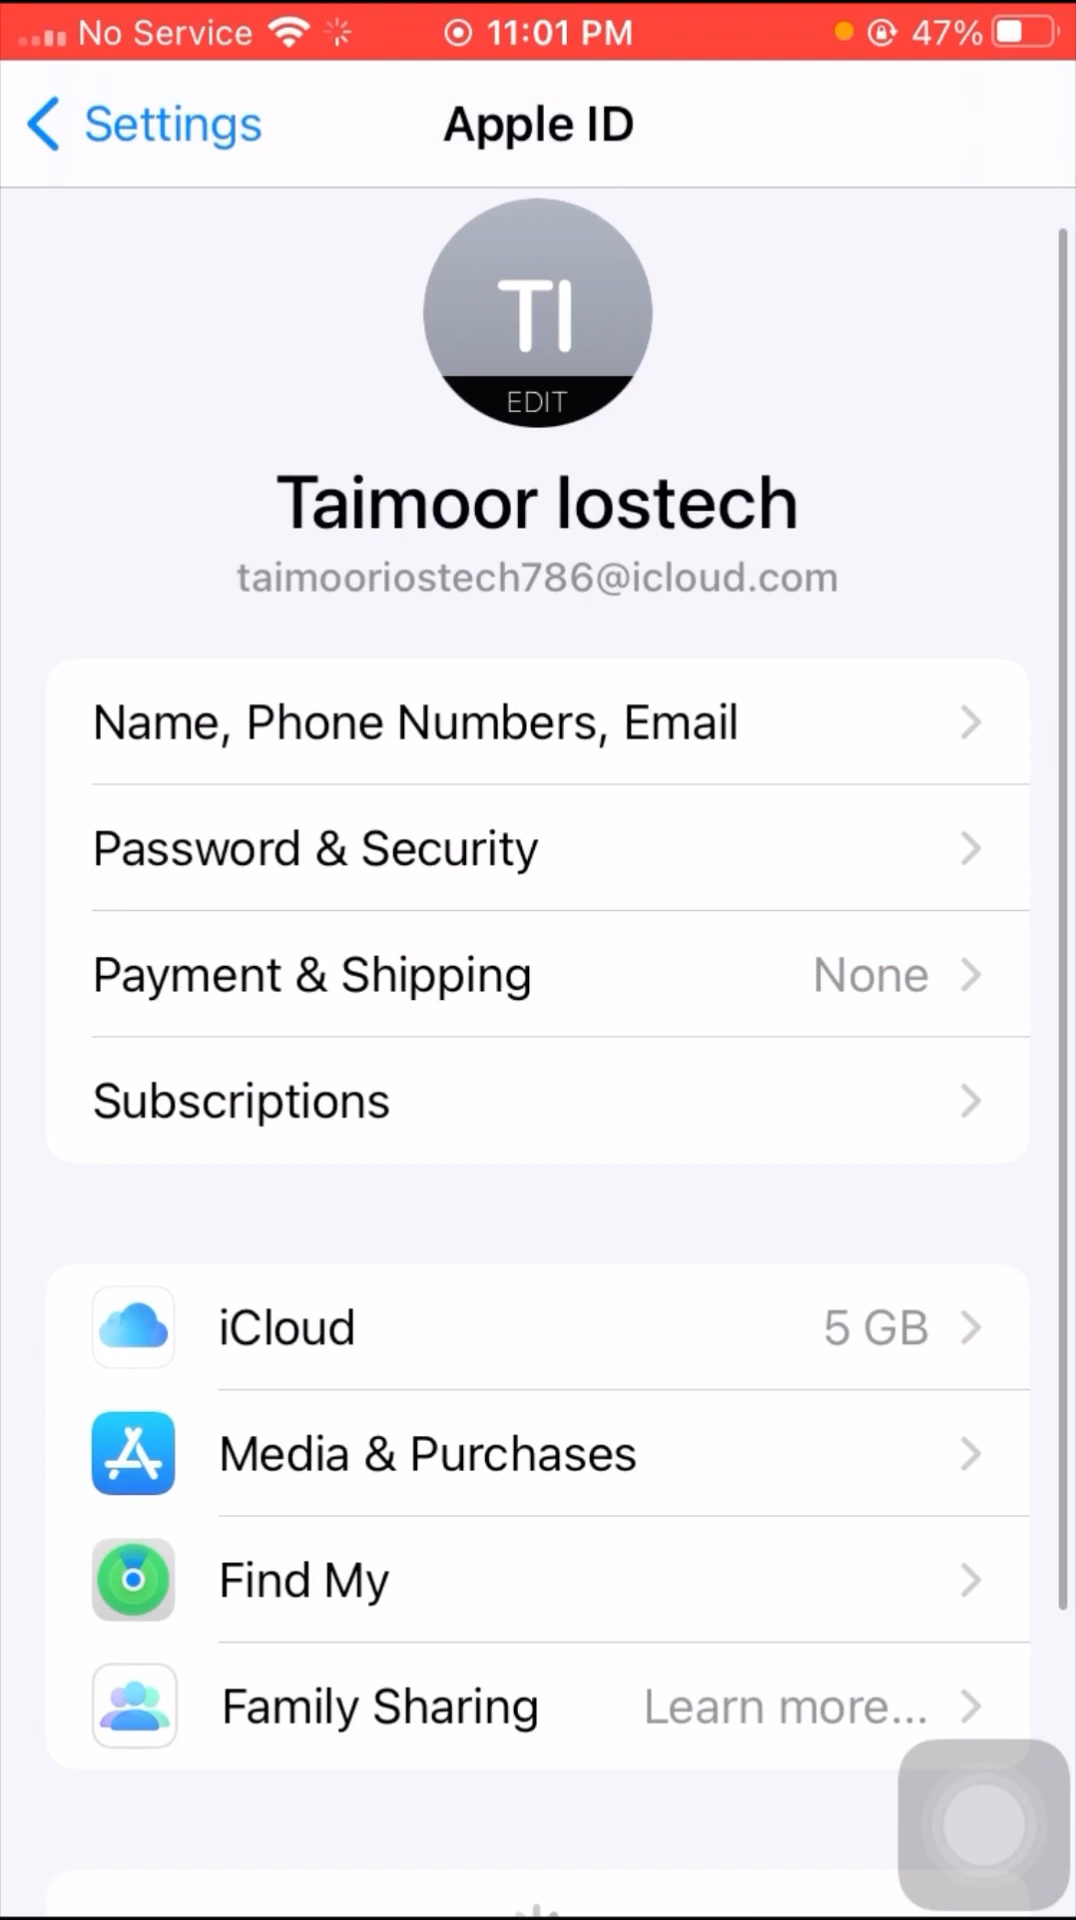 No Service 11:01 PM 47%
Settings Apple ID
TI
EDIT
Taimoor Iostech
taimooriostech786@icloud.com
Name, Phone Numbers, Email
Password & Security
Payment & Shipping None
Subscriptions
iCloud 5 GB
Media & Purchases
Find My
Family Sharing Learn more...